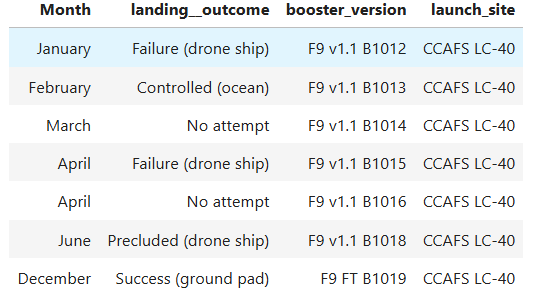 Month landing__outcome booster_version launch_site
January Failure (drone ship) F9 v1.1 B1012 CCAFS LC-40
February Controlled (ocean) F9 v1.1 B1013 CCAFS LC-40
March No attempt F9 v1.1 B1014 CCAFS LC-40
April Failure (drone ship) F9 v1.1 B1015 CCAFS LC-40
April No attempt F9 v1.1 B1016 CCAFS LC-40
June Precluded (drone ship) F9 v1.1 B1018 CCAFS LC-40
December Success (ground pad) F9 FT B1019 CCAFS LC-40